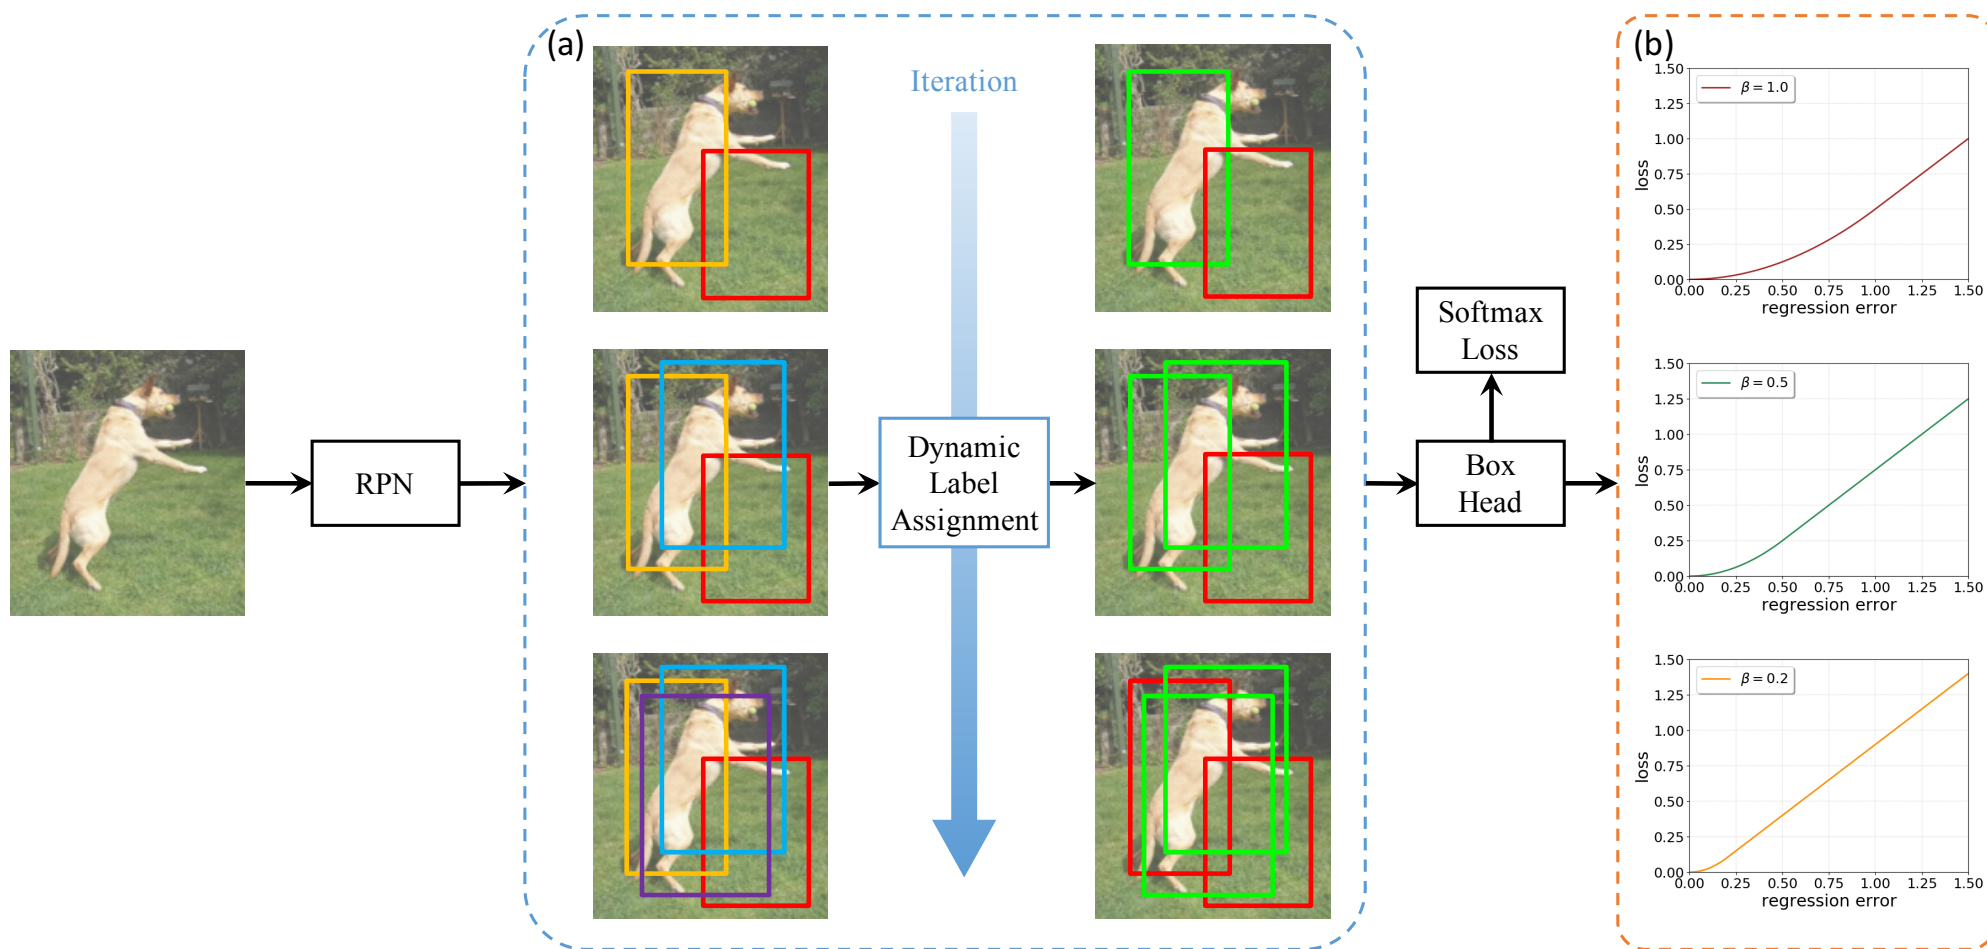 (a)
Iteration
RPN
Dynamic
Label
Assignment
Softmax
Loss
Box
Head
(b)
1.50
1.25
1.00
0.75
0.50
0.25
0.00
loss
β = 1.0
0.00 0.25 0.50 0.75 1.00 1.25 1.50
regression error
1.50
1.25
1.00
0.75
0.50
0.25
0.00
loss
β = 0.5
0.00 0.25 0.50 0.75 1.00 1.25 1.50
regression error
1.50
1.25
1.00
0.75
0.50
0.25
0.00
loss
β = 0.2
0.00 0.25 0.50 0.75 1.00 1.25 1.50
regression error